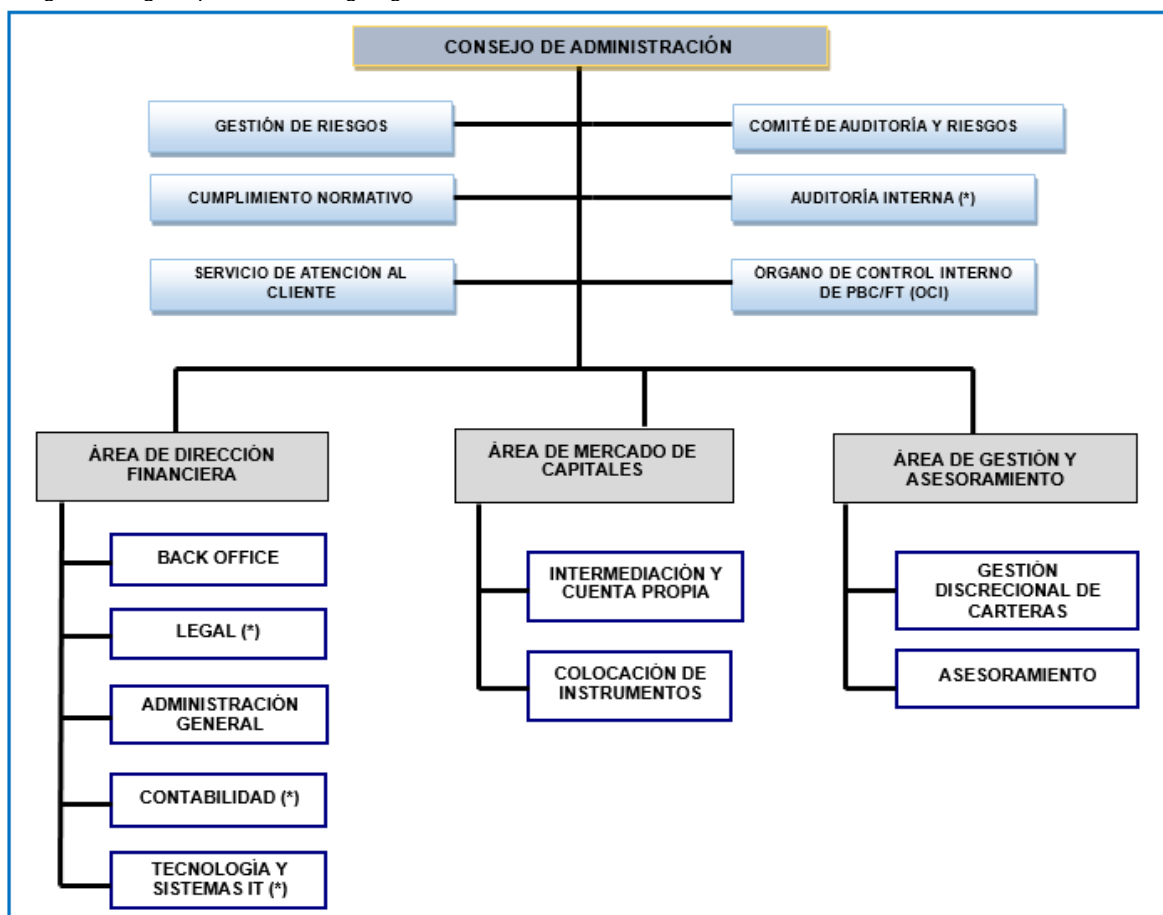 CONSEJO DE ADMINISTRACIÓN
GESTIÓN DE RIESGOS
COMITÉ DE AUDITORÍA Y RIESGOS
CUMPLIMIENTO NORMATIVO
AUDITORÍA INTERNA (*)
SERVICIO DE ATENCIÓN AL
CLIENTE
ÓRGANO DE CONTROL INTERNO
DE PBC/FT (OCI)
ÁREA DE DIRECCIÓN
FINANCIERA
BACK OFFICE
LEGAL (*)
ADMINISTRACIÓN
GENERAL
CONTABILIDAD (*)
TECNOLOGÍA Y
SISTEMAS IT (*)
ÁREA DE MERCADO DE
CAPITALES
INTERMEDIACIÓN Y
CUENTA PROPIA
COLOCACIÓN DE
INSTRUMENTOS
ÁREA DE GESTIÓN Y
ASESORAMIENTO
GESTIÓN
DISCRECIONAL DE
CARTERAS
ASESORAMIENTO